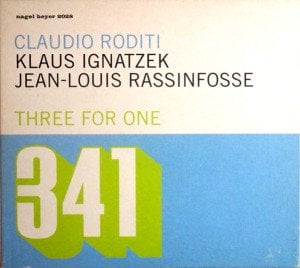 nagel heyer 2028
CLAUDIO RODITI
KLAUS IGNATZEK
JEAN-LOUIS RASSINFOSSE
THREE FOR ONE
341